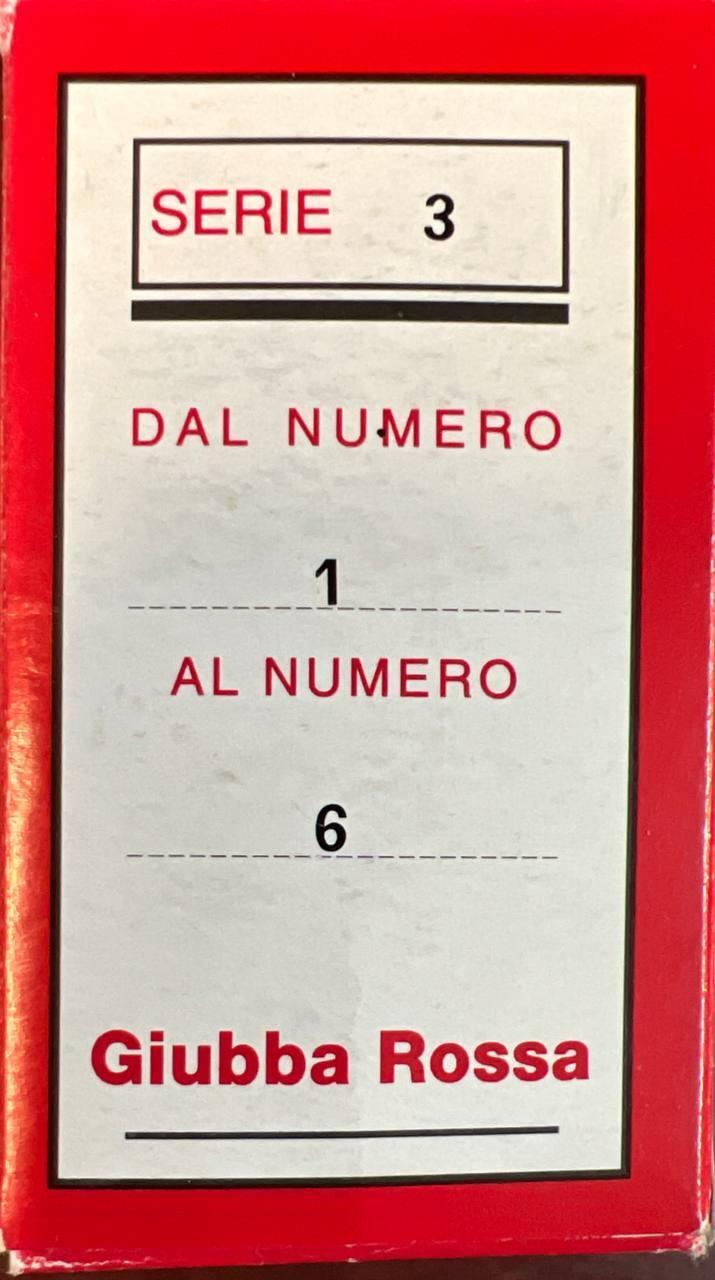 SERIE 3
DAL NUMERO
1
AL NUMERO
6
Giubba Rossa